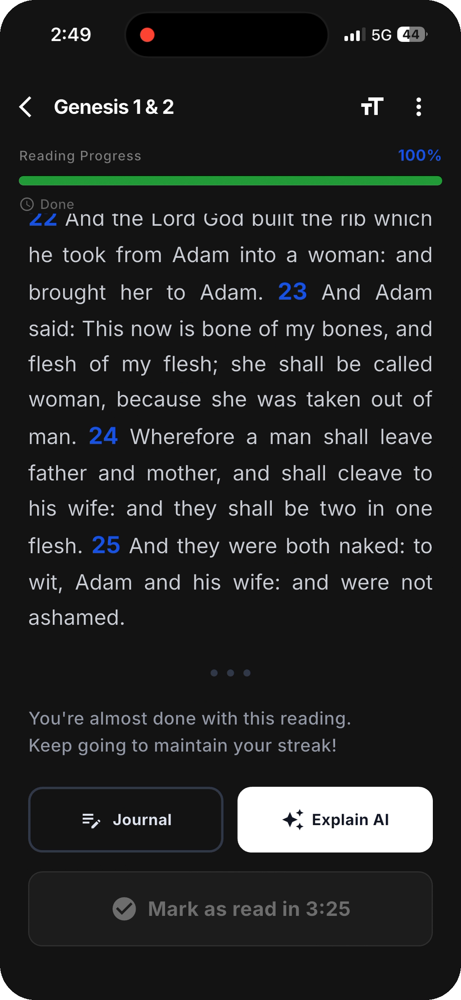 2:49
5G 44
Genesis 1 & 2
Reading Progress
100%
Done
22 And the Lord God built the rib which
he took from Adam into a woman: and
brought her to Adam. 23 And Adam
said: This now is bone of my bones, and
flesh of my flesh; she shall be called
woman, because she was taken out of
man. 24 Wherefore a man shall leave
father and mother, and shall cleave to
his wife: and they shall be two in one
flesh. 25 And they were both naked: to
wit, Adam and his wife: and were not
ashamed.
You're almost done with this reading.
Keep going to maintain your streak!
Journal
Explain AI
Mark as read in 3:25